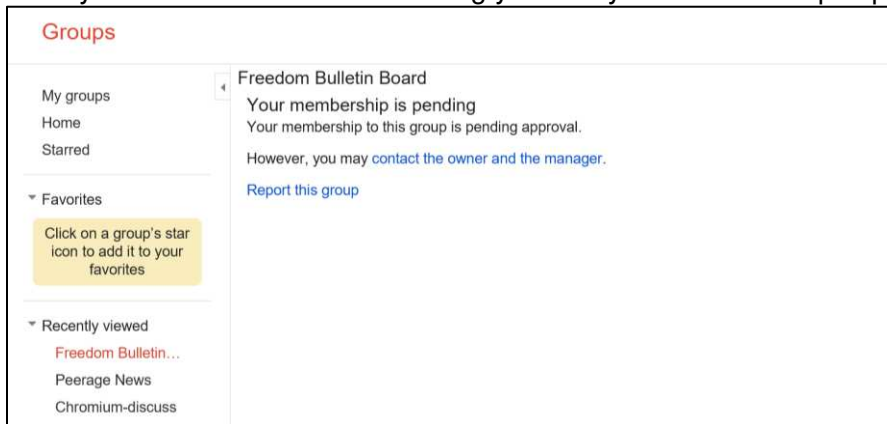 Groups
My groups
Home
Starred
Favorites
Click on a group's star
icon to add it to your
favorites
Recently viewed
Freedom Bulletin…
Peerage News
Chromium-discuss
Freedom Bulletin Board
Your membership is pending
Your membership to this group is pending approval.
However, you may contact the owner and the manager.
Report this group